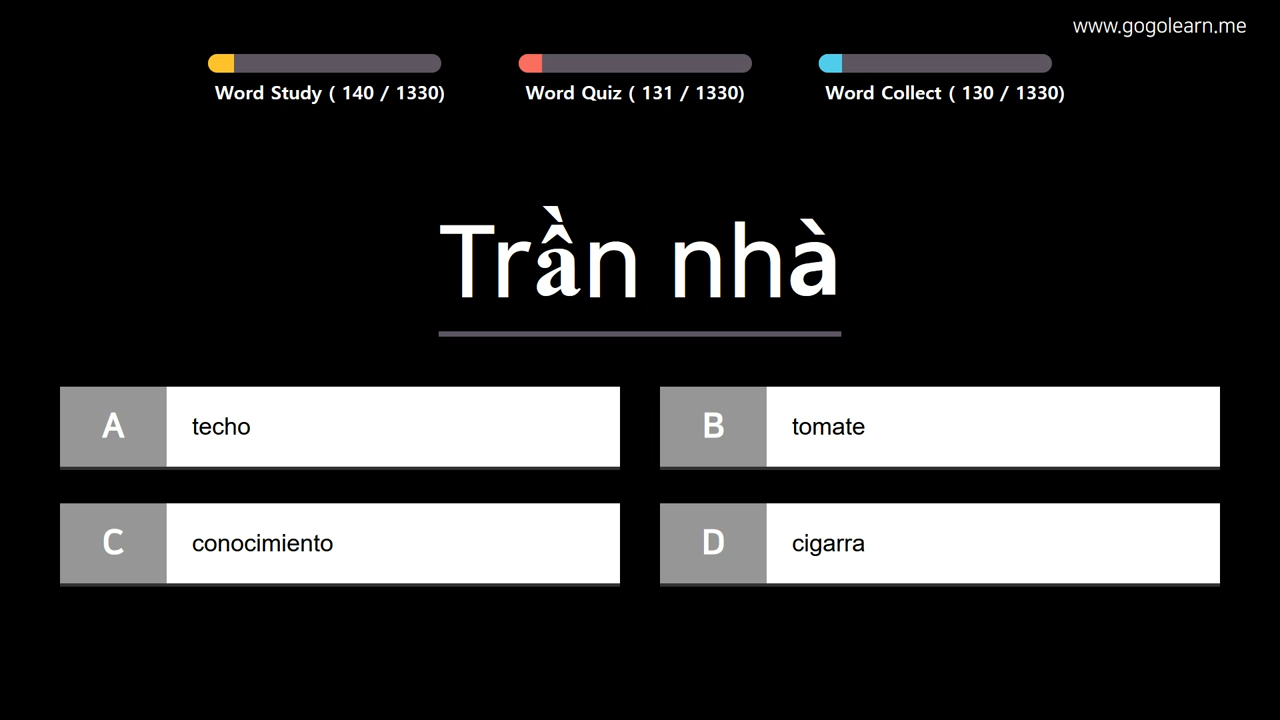 www.gogolearn.me
Word Study ( 140 / 1330)
Word Quiz ( 131 / 1330)
Word Collect ( 130 / 1330)
Trần nhà
A techo
B tomate
C conocimiento
D cigarra